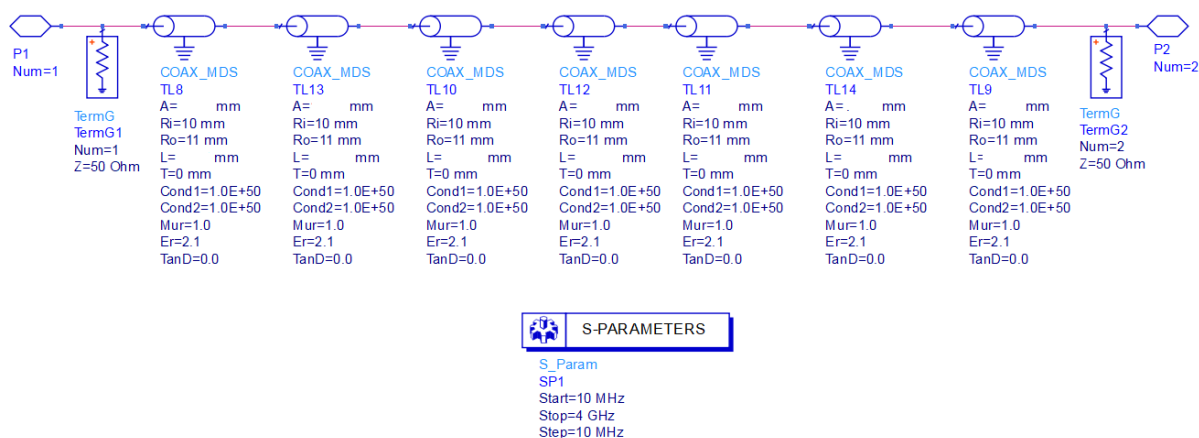 P1
Num=1
TermG
TermG1
Num=1
Z=50 Ohm
COAX_MDS
TL8
A= mm
Ri=10 mm
Ro=11 mm
L= mm
T=0 mm
Cond1=1.0E+50
Cond2=1.0E+50
Mur=1.0
Er=2.1
TanD=0.0
COAX_MDS
TL13
A= mm
Ri=10 mm
Ro=11 mm
L= mm
T=0 mm
Cond1=1.0E+50
Cond2=1.0E+50
Mur=1.0
Er=2.1
TanD=0.0
COAX_MDS
TL10
A= mm
Ri=10 mm
Ro=11 mm
L= mm
T=0 mm
Cond1=1.0E+50
Cond2=1.0E+50
Mur=1.0
Er=2.1
TanD=0.0
COAX_MDS
TL12
A= mm
Ri=10 mm
Ro=11 mm
L= mm
T=0 mm
Cond1=1.0E+50
Cond2=1.0E+50
Mur=1.0
Er=2.1
TanD=0.0
COAX_MDS
TL11
A= mm
Ri=10 mm
Ro=11 mm
L= mm
T=0 mm
Cond1=1.0E+50
Cond2=1.0E+50
Mur=1.0
Er=2.1
TanD=0.0
COAX_MDS
TL14
A=. mm
Ri=10 mm
Ro=11 mm
L= mm
T=0 mm
Cond1=1.0E+50
Cond2=1.0E+50
Mur=1.0
Er=2.1
TanD=0.0
COAX_MDS
TL9
A= mm
Ri=10 mm
Ro=11 mm
L= mm
T=0 mm
Cond1=1.0E+50
Cond2=1.0E+50
Mur=1.0
Er=2.1
TanD=0.0
TermG
TermG2
Num=2
Z=50 Ohm
P2
Num=2
S-PARAMETERS
S_Param
SP1
Start=10 MHz
Stop=4 GHz
Step=10 MHz